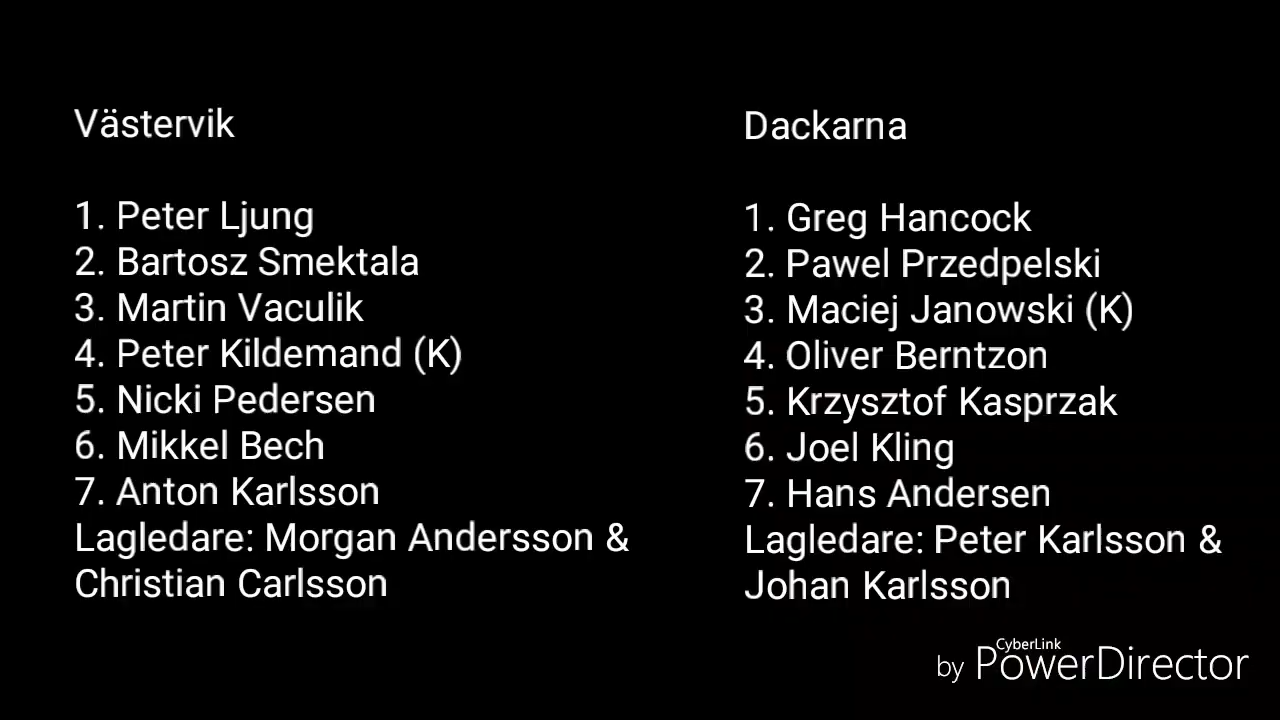 Västervik
1. Peter Ljung
2. Bartosz Smektala
3. Martin Vaculik
4. Peter Kildemand (K)
5. Nicki Pedersen
6. Mikkel Bech
7. Anton Karlsson
Lagledare: Morgan Andersson &
Christian Carlsson
Dackarna
1. Greg Hancock
2. Pawel Przedpelski
3. Maciej Janowski (K)
4. Oliver Berntzon
5. Krzysztof Kasprzak
6. Joel Kling
7. Hans Andersen
Lagledare: Peter Karlsson &
Johan Karlsson
CyberLink
by PowerDirector